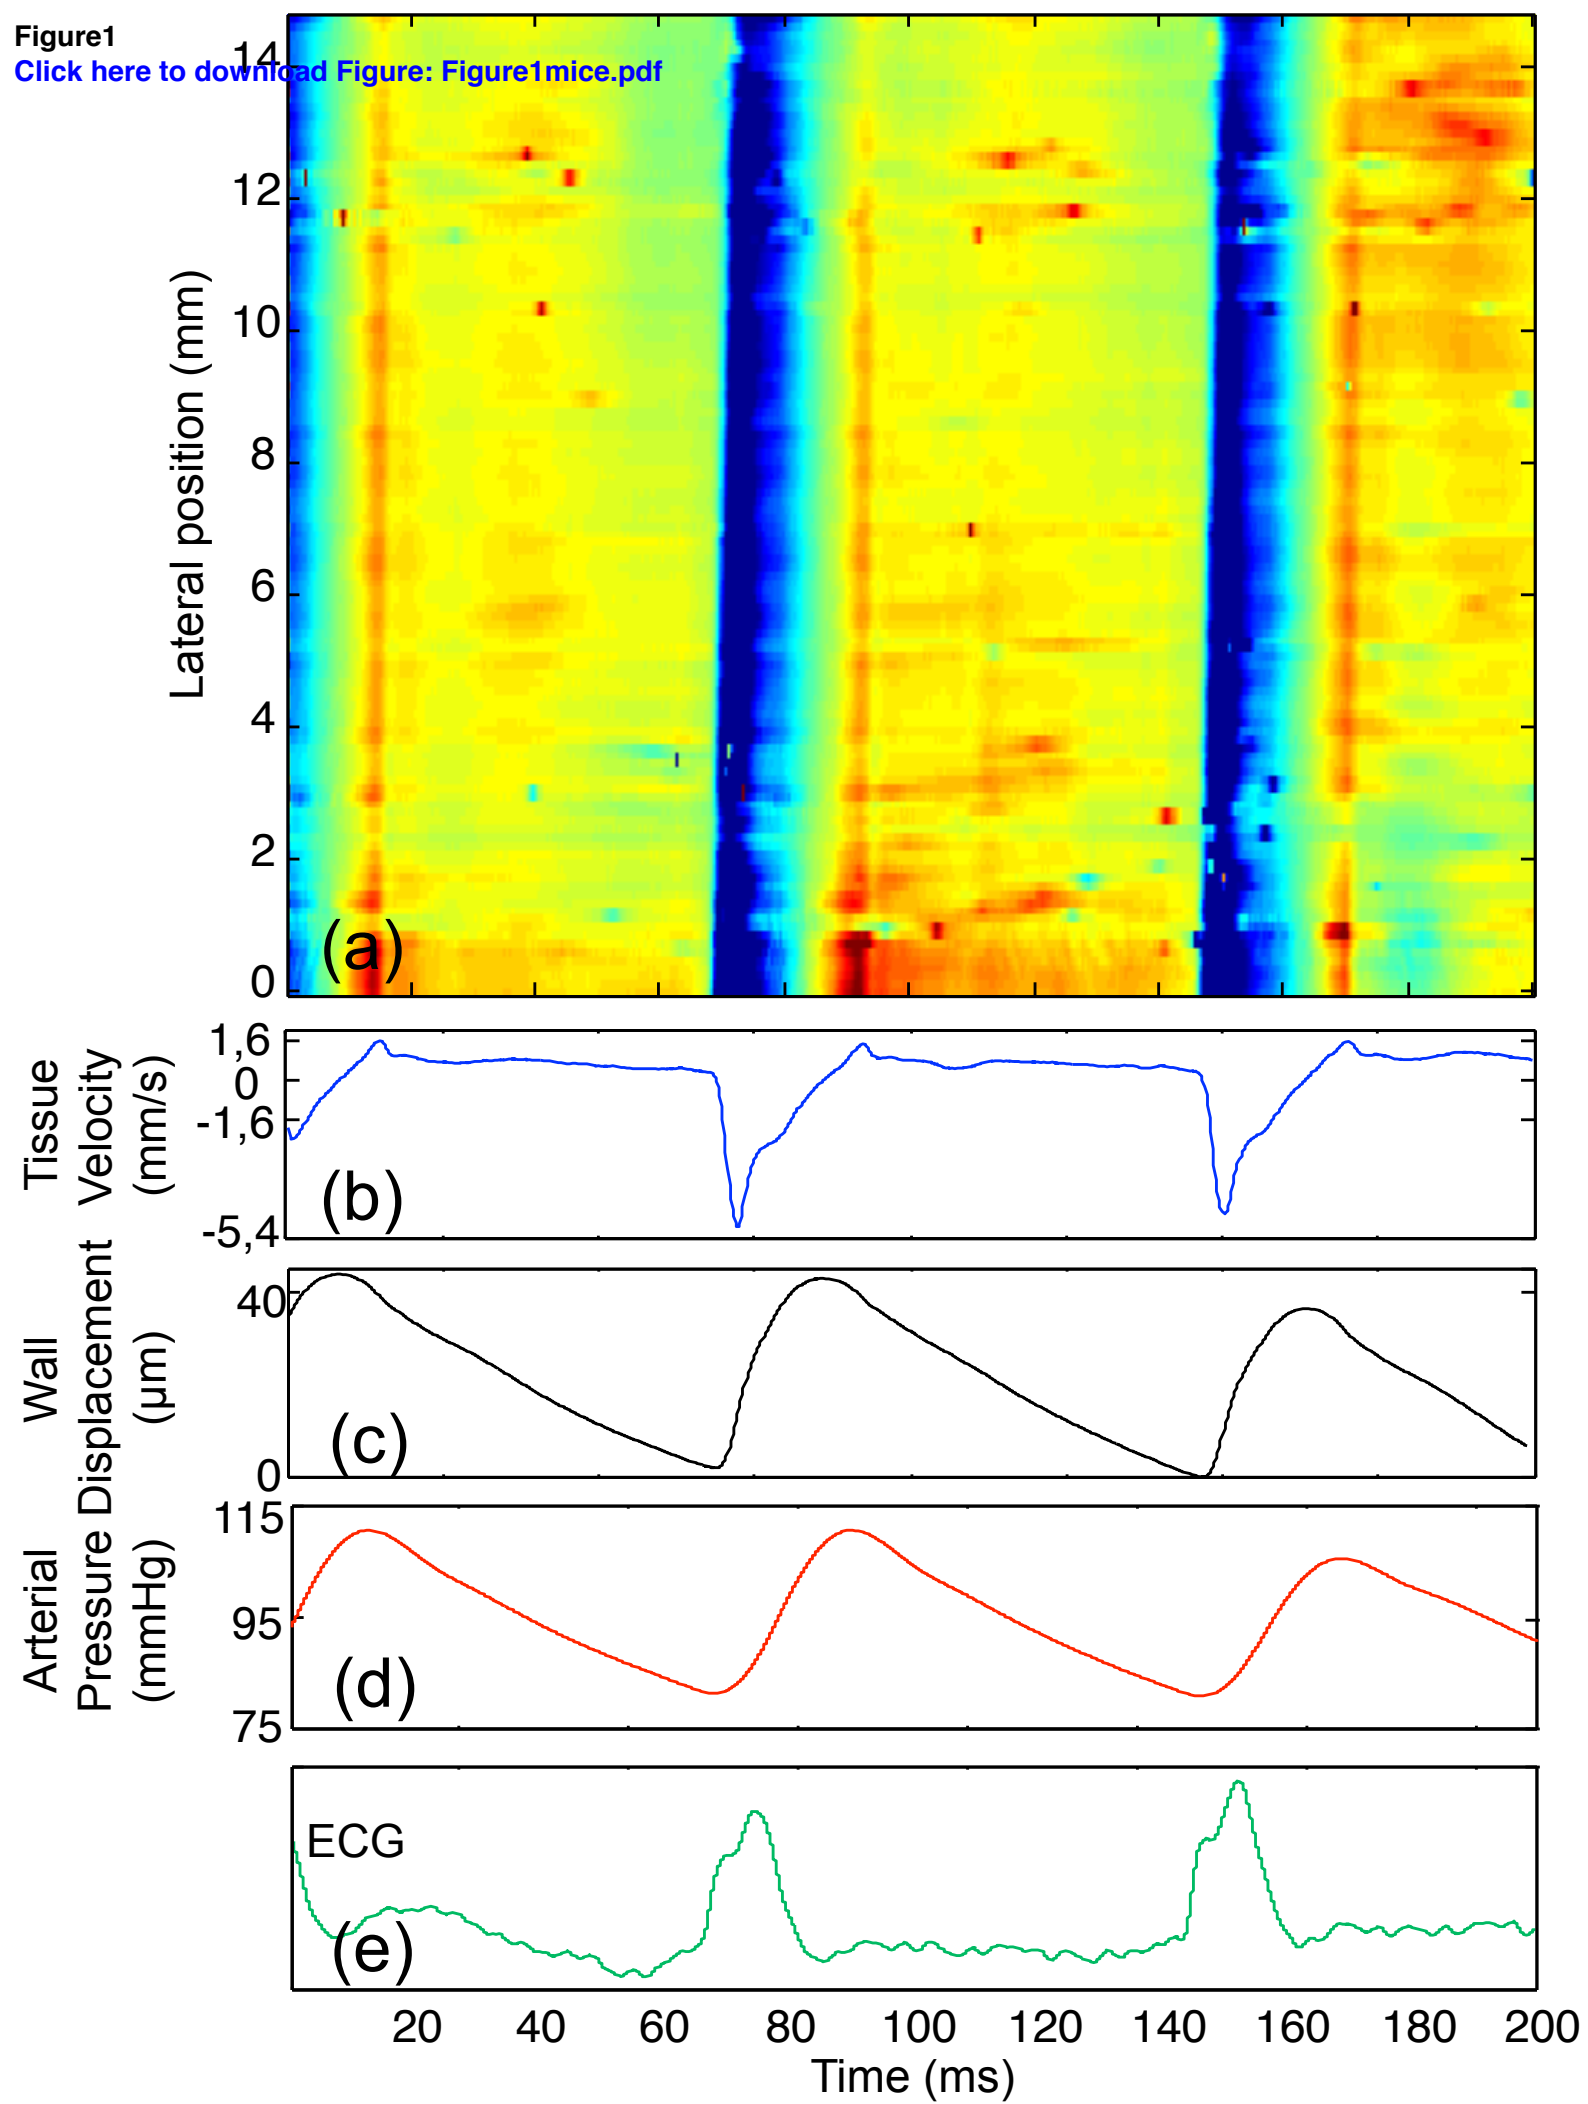 Figure1
Click here to download Figure: Figure1mice.pdf
14
12
10
8
6
4
2
0
Lateral position (mm)
(a)
1,6
0
-1,6
-5,4
Tissue
Velocity
(mm/s)
(b)
40
0
Wall
Displacement
(µm)
(c)
115
95
75
Arterial
Pressure
(mmHg)
(d)
ECG
(e)
20 40 60 80 100 120 140 160 180 200
Time (ms)